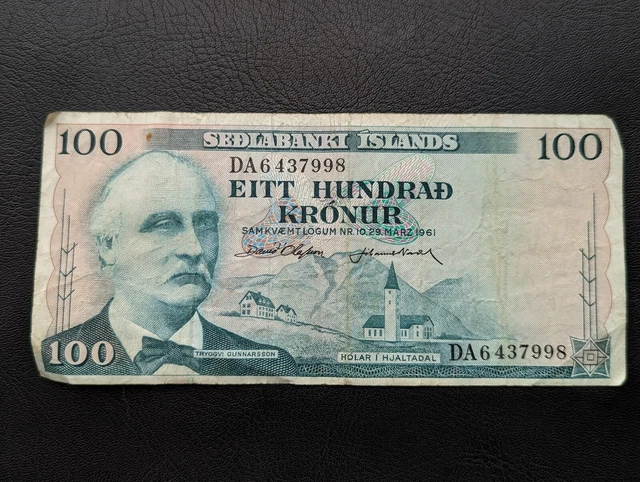 100 SEÐLABANKI ÍSLANDS 100
DA6437998
EITT HUNDRAÐ
KRÓNUR
SAMKVÆMT LÖGUM NR. 10, 29. MARZ 1961
100
TRYGGVI GUNNARSSON
HÓLAR Í HJALTADAL
DA6437998